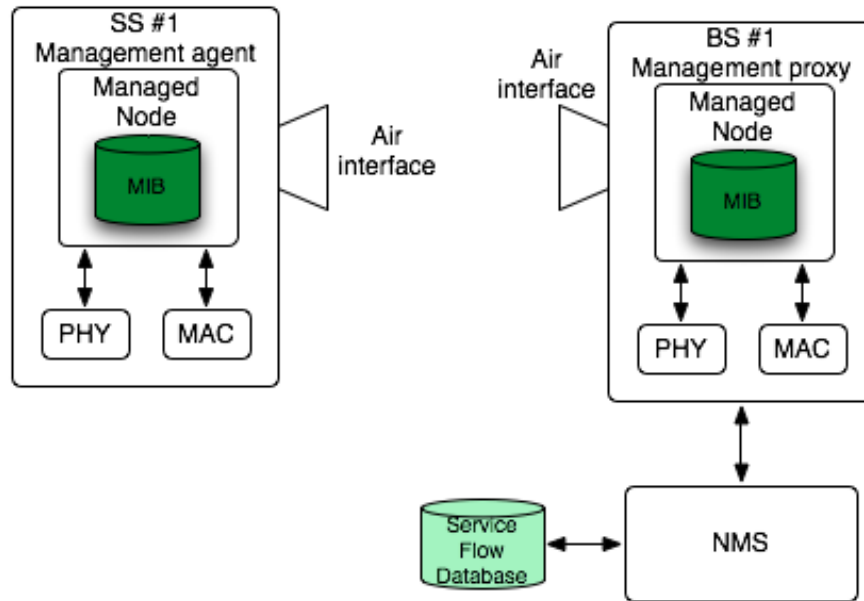 SS #1
Management agent
Managed
Node
MIB
PHY
MAC
Air
interface
Air
interface
BS #1
Management proxy
Managed
Node
MIB
PHY
MAC
Service
Flow
Database
NMS